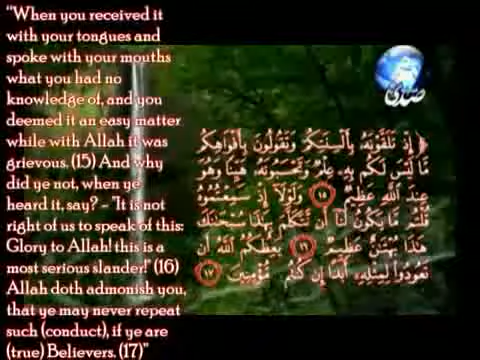 "When you received it
with your tongues and
spoke with your mouths
what you had no
knowledge of, and you
deemed it an easy matter
while with Allah it was
grievous. (15) And why
did ye not, when ye
heard it, say? - "It is not
right of us to speak of this:
Glory to Allah! this is a
most serious slander!" (16)
Allah doth admonish you,
that ye may never repeat
such (conduct), if ye are
(true) Believers. (17)"
صدى
﴿ إِذْ تَلَقَّوْنَهُۥ بِأَلْسِنَتِكُمْ وَتَقُولُونَ بِأَفْوَاهِكُم
مَّا لَيْسَ لَكُم بِهِۦ عِلْمٌ وَتَحْسَبُونَهُۥ هَيِّنًا وَهُوَ
عِندَ ٱللَّهِ عَظِيمٌ ١٥ وَلَوْلَآ إِذْ سَمِعْتُمُوهُ
قُلْتُم مَّا يَكُونُ لَنَآ أَن نَّتَكَلَّمَ بِهَٰذَا سُبْحَٰنَكَ
هَٰذَا بُهْتَٰنٌ عَظِيمٌ ١٦ يَعِظُكُمُ ٱللَّهُ أَن
تَعُودُوا۟ لِمِثْلِهِۦٓ أَبَدًا إِن كُنتُم مُّؤْمِنِينَ ١٧